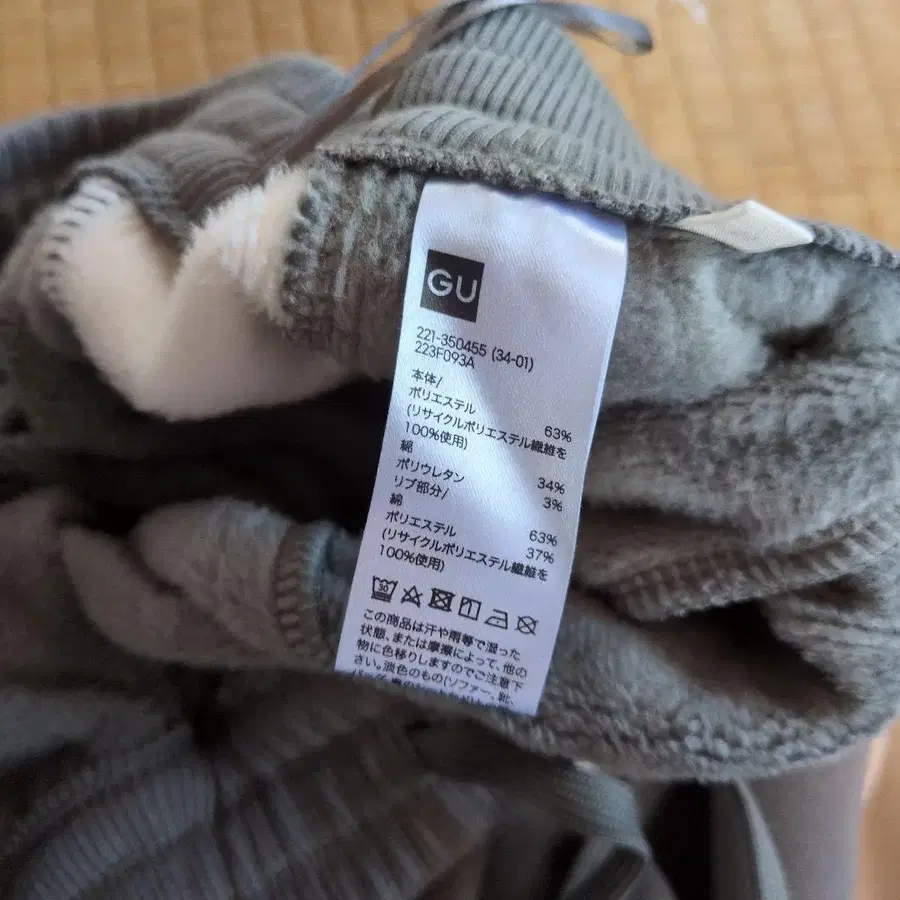 GU
221-350455 (34-01)
223F093A
本体/
ポリエステル 63%
(リサイクルポリエステル繊維を
100%使用)
綿 34%
ポリウレタン 3%
リブ部分/
綿 63%
ポリエステル 37%
(リサイクルポリエステル繊維を
100%使用)
30
この商品は汗や雨等で湿った
状態、または摩擦によって、他の
物に色移りしますのでご注意下
さい。淡色のもの(ソファー、靴、